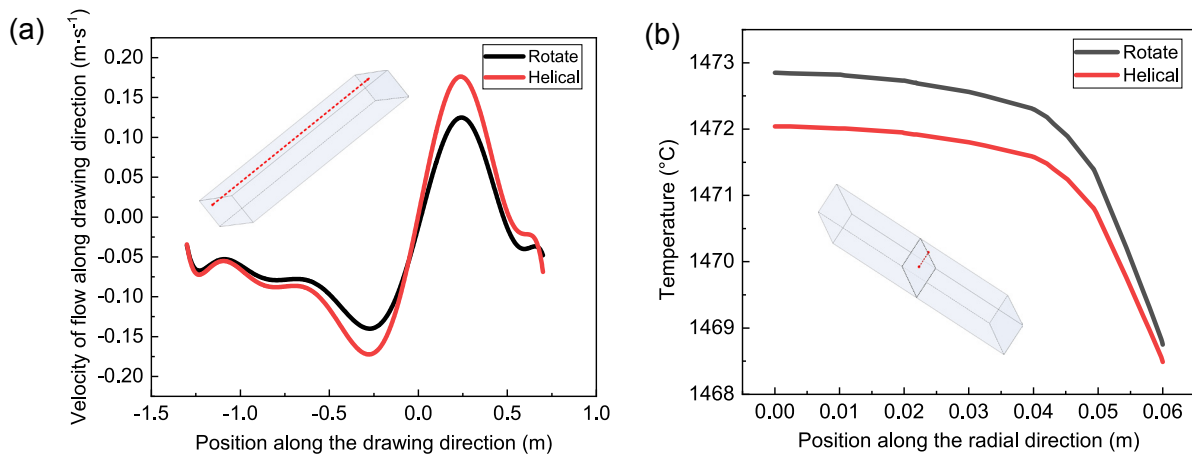 (a)
Velocity of flow along drawing direction (m·s⁻¹)
0.20
0.15
0.10
0.05
0.00
-0.05
-0.10
-0.15
-0.20
-1.5 -1.0 -0.5 0.0 0.5 1.0
Position along the drawing direction (m)
Rotate
Helical
(b)
Temperature (°C)
1473
1472
1471
1470
1469
1468
0.00 0.01 0.02 0.03 0.04 0.05 0.06
Position along the radial direction (m)
Rotate
Helical